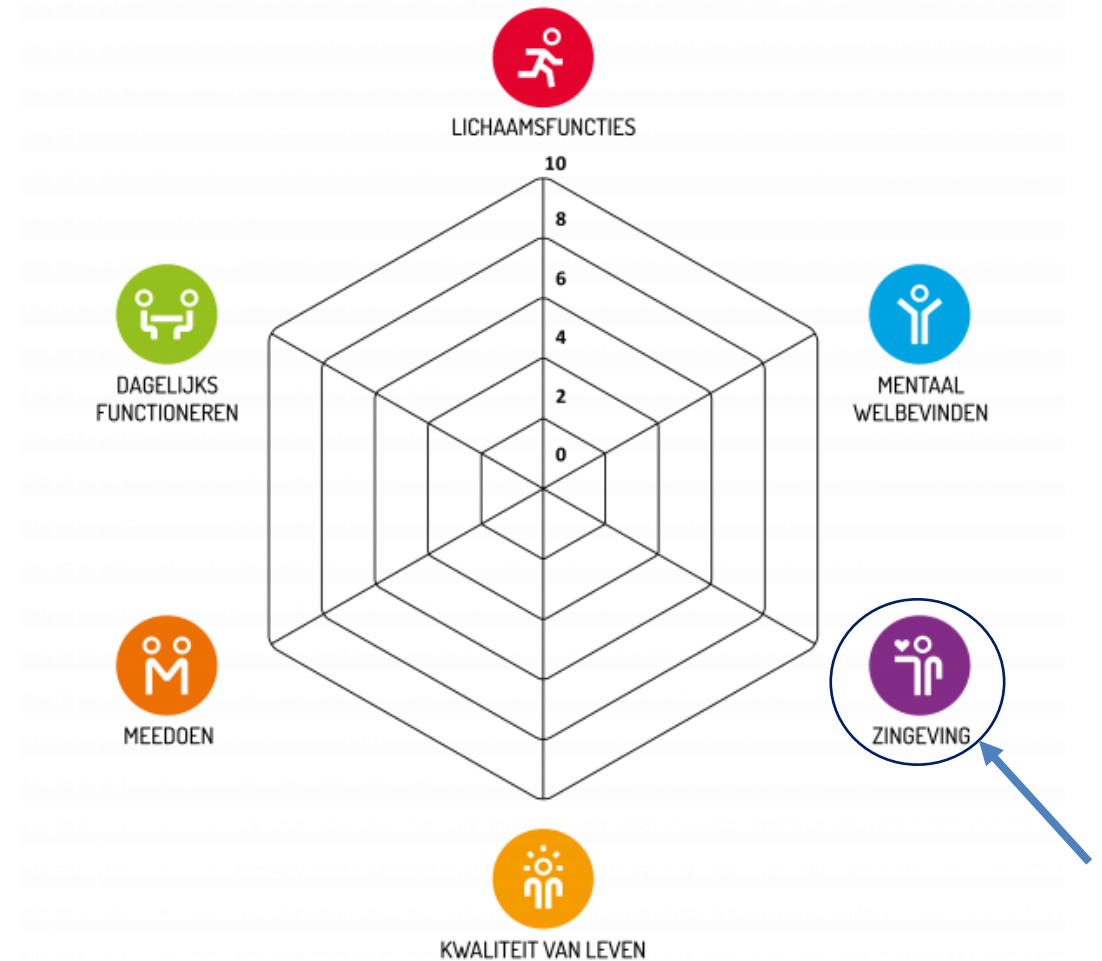 LICHAAMSFUNCTIES
10
8
6
4
2
0
DAGELIJKS
FUNCTIONEREN
MENTAAL
WELBEVINDEN
MEEDOEN
ZINGEVING
KWALITEIT VAN LEVEN